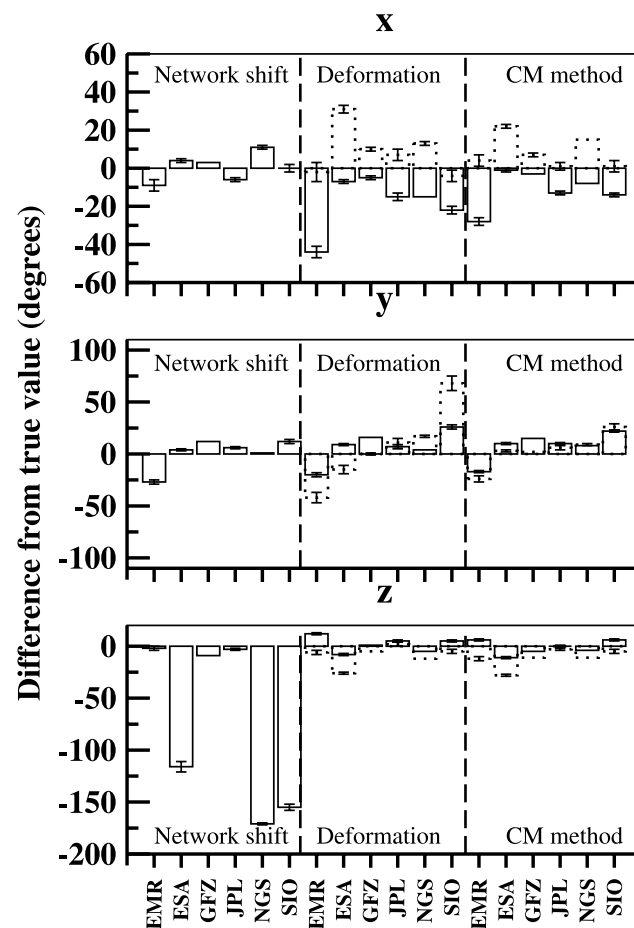 x
60
40
20
0
-20
-40
-60
Network shift Deformation CM method
y
100
50
0
-50
-100
Network shift Deformation CM method
z
0
-50
-100
-150
-200
Network shift Deformation CM method
EMR ESA GFZ JPL NGS SIO EMR ESA GFZ JPL NGS SIO EMR ESA GFZ JPL NGS SIO
Difference from true value (degrees)